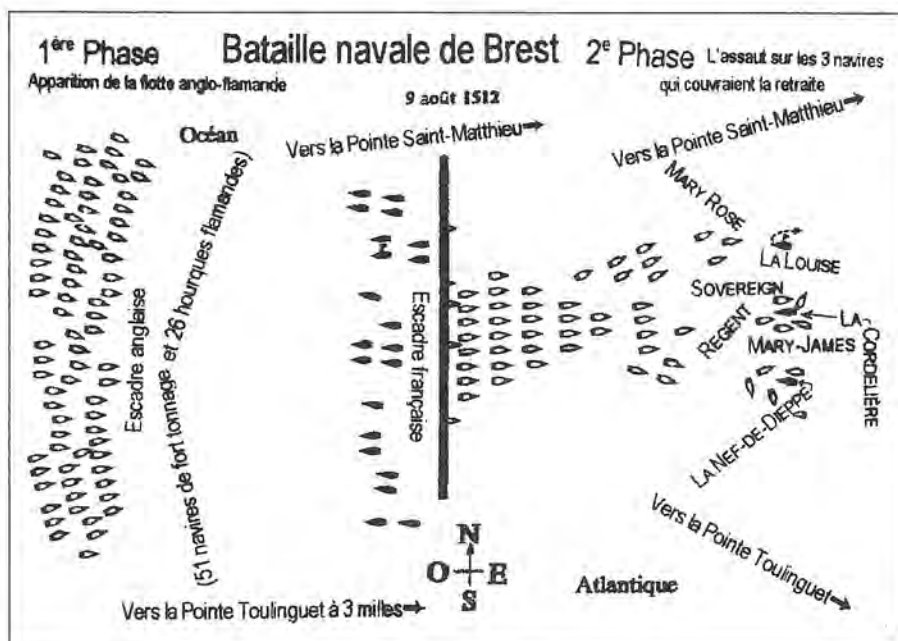 1ère Phase
Bataille navale de Brest
2e Phase L'assaut sur les 3 navires
qui couvraient la retraite
Apparition de la flotte anglo-flamande
9 août 1512
Océan
Vers la Pointe Saint-Matthieu
Vers la Pointe Saint-Matthieu
Escadre anglaise
(51 navires de fort tonnage et 26 hourques flamandes)
Escadre française
MARY ROSE
LA LOUISE
SOVEREIGN
REGENT
MARY-JAMES
LA CORDELIÈRE
LA NEF-DE-DIEPPE
Vers la Pointe Toulinguet
N
O E
S
Atlantique
Vers la Pointe Toulinguet à 3 milles